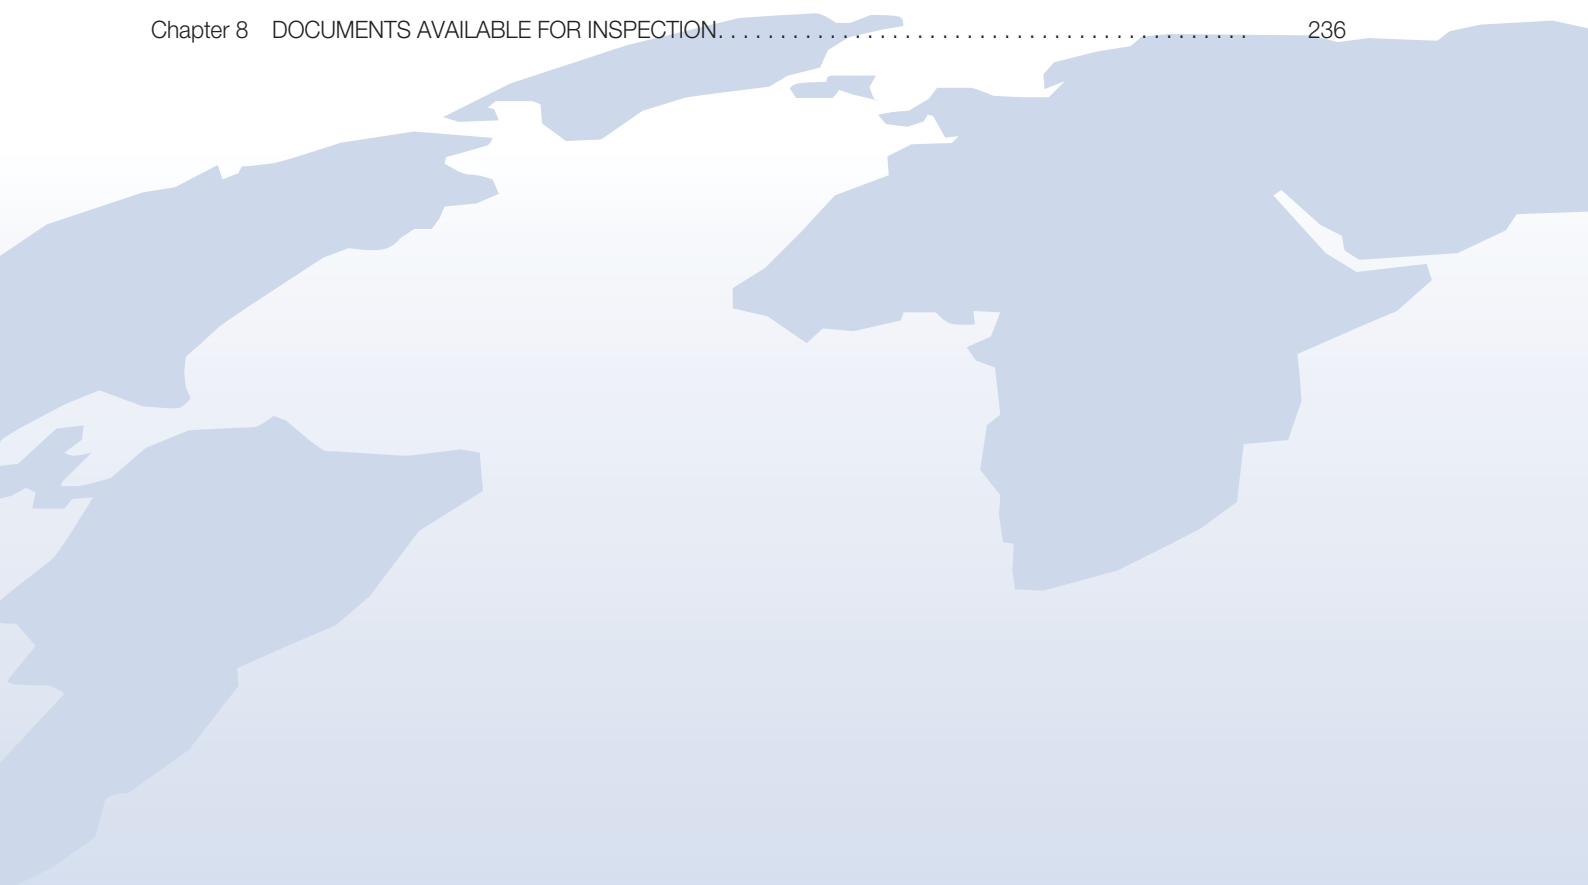 Chapter 8 DOCUMENTS AVAILABLE FOR INSPECTION. . . . . . . . . . . . . . . . . . . . . . . . . . . . . . . . . . . . . . . . . . . 236